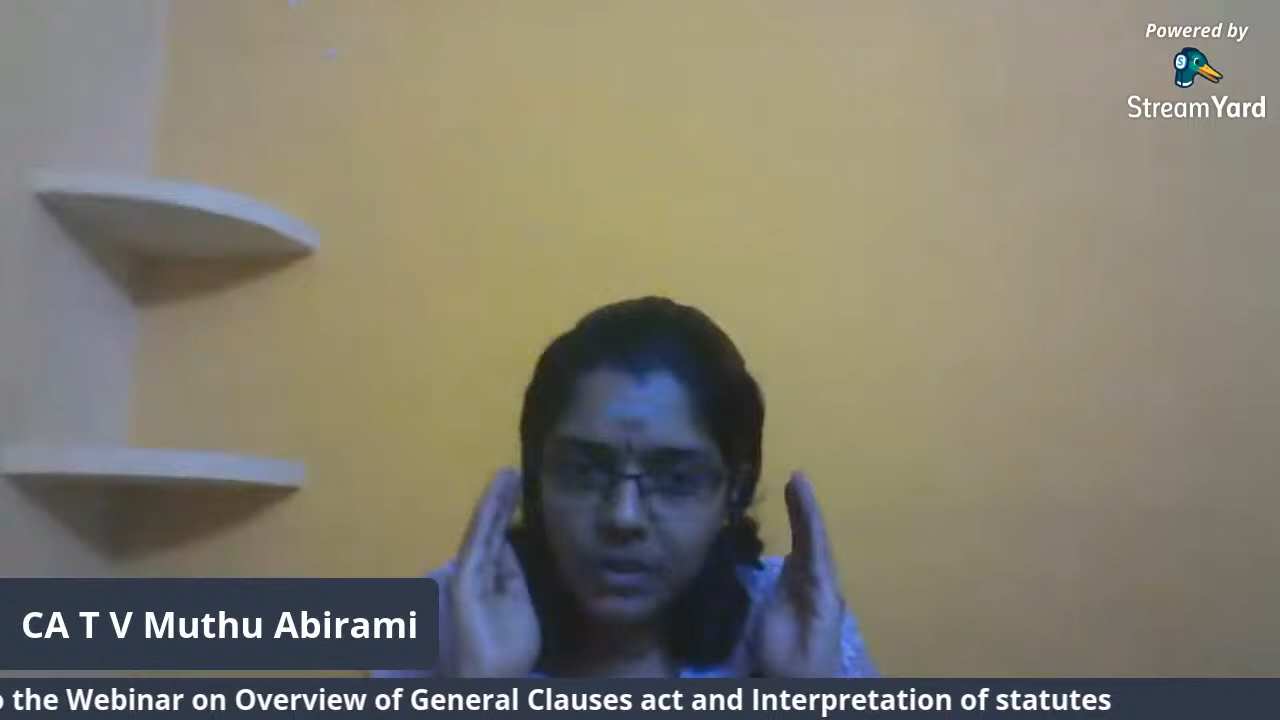 Powered by
StreamYard
CA T V Muthu Abirami
the Webinar on Overview of General Clauses act and Interpretation of statutes